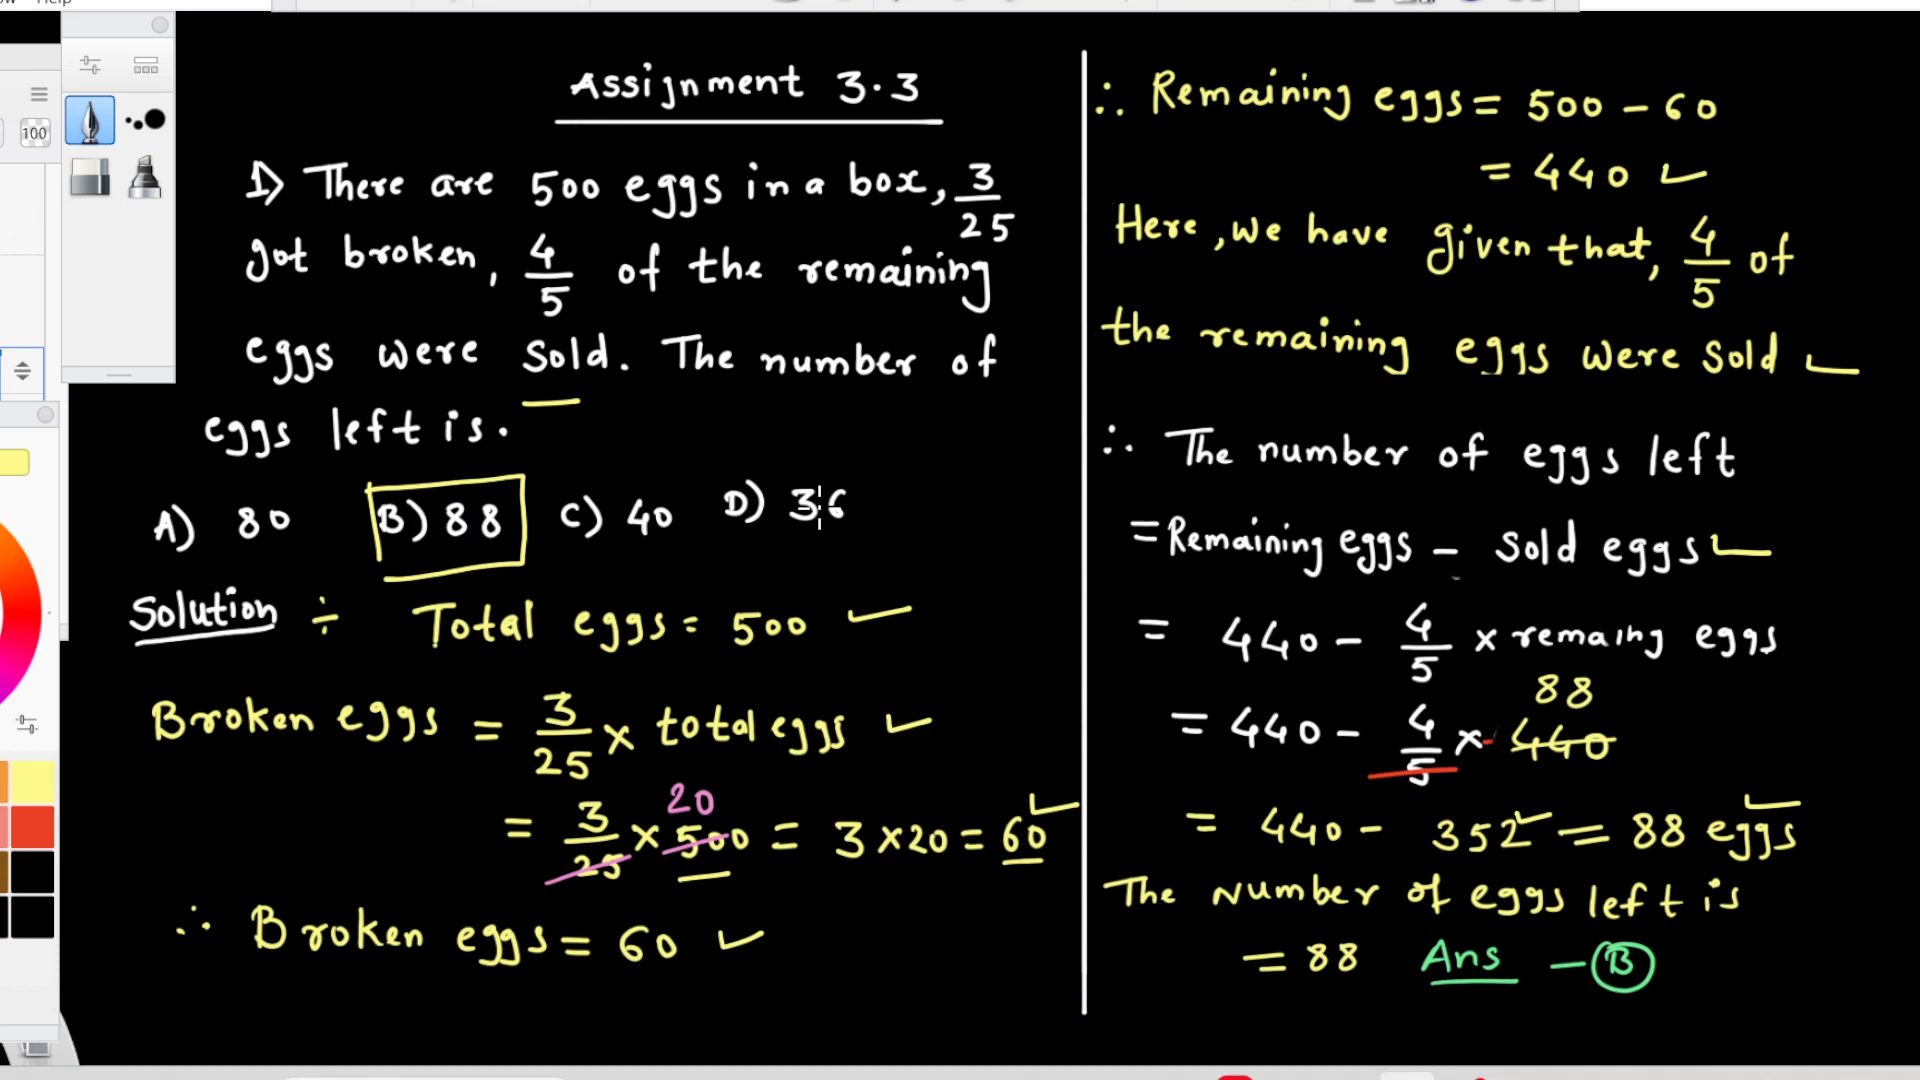 Help
100
Assignment 3.3
1) There are 500 eggs in a box, 3/25
got broken, 4/5 of the remaining
eggs were sold. The number of
eggs left is.
A) 80 B) 88 C) 40 D) 36
Solution ÷ Total eggs = 500 ✓
Broken eggs = 3/25 × total eggs ✓
20
= 3/25 × 500 = 3 × 20 = 60 ✓
∴ Broken eggs = 60 ✓
∴ Remaining eggs = 500 - 60
= 440 ✓
Here, we have given that, 4/5 of
the remaining eggs were sold ✓
∴ The number of eggs left
= Remaining eggs - sold eggs ✓
= 440 - 4/5 × remaing eggs
88
= 440 - 4/5 × 440
= 440 - 352 ✓ = 88 eggs ✓
The number of eggs left is
= 88 Ans - B